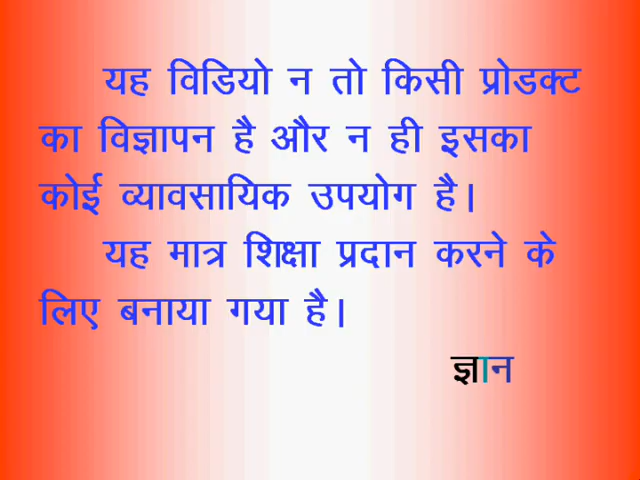 यह विडियो न तो किसी प्रोडक्ट
का विज्ञापन है और न ही इसका
कोई व्यावसायिक उपयोग है।
यह मात्र शिक्षा प्रदान करने के
लिए बनाया गया है।
ज्ञान